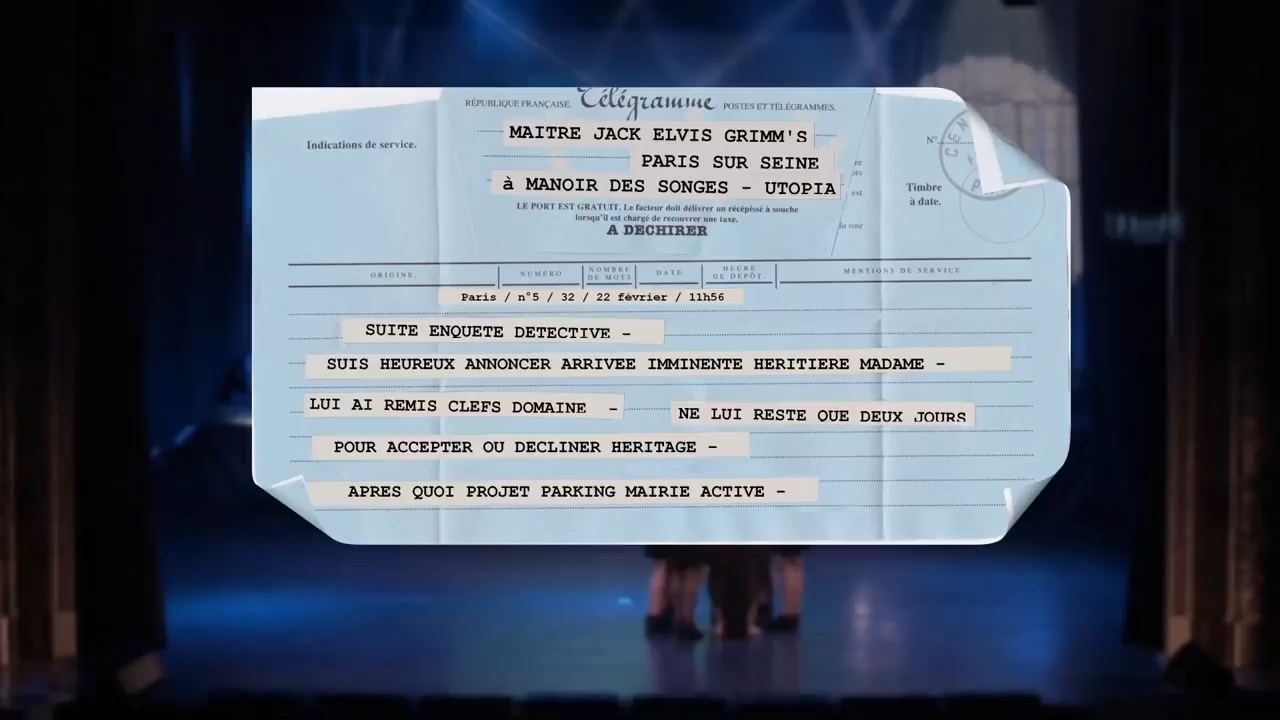 RÉPUBLIQUE FRANÇAISE. Télégramme POSTES ET TÉLÉGRAMMES.
MAITRE JACK ELVIS GRIMM'S
Indications de service.
N°
PARIS SUR SEINE
à MANOIR DES SONGES - UTOPIA
Timbre
à date.
LE PORT EST GRATUIT. Le facteur doit délivrer un récépissé à souche
lorsqu'il est chargé de recouvrer une taxe.
A DECHIRER
la voie
ORIGINE. NUMÉRO NOMBRE DE MOTS DATE HEURE DE DÉPÔT. MENTIONS DE SERVICE
Paris / n°5 / 32 / 22 février / 11h56
SUITE ENQUETE DETECTIVE -
SUIS HEUREUX ANNONCER ARRIVEE IMMINENTE HERITIERE MADAME -
LUI AI REMIS CLEFS DOMAINE - NE LUI RESTE QUE DEUX JOURS
POUR ACCEPTER OU DECLINER HERITAGE -
APRES QUOI PROJET PARKING MAIRIE ACTIVE -